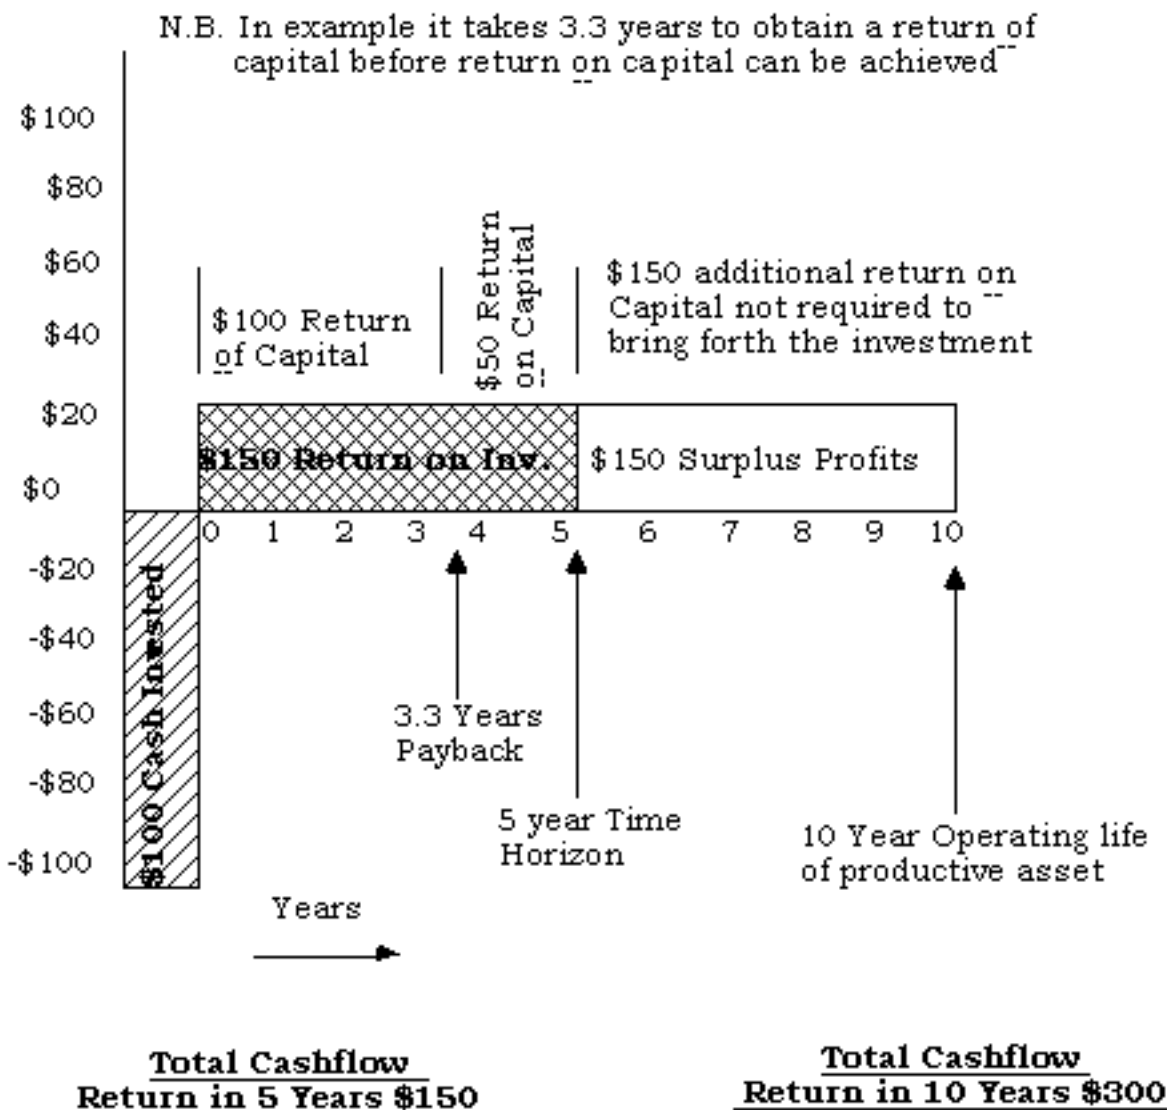 N.B. In example it takes 3.3 years to obtain a return of
capital before return on capital can be achieved
$100
$80
$60
$40
$20
$0
-$20
-$40
-$60
-$80
-$100
$100 Return
of Capital
$50 Return
on Capital
$150 additional return on
Capital not required to
bring forth the investment
$150 Return on Inv.
$150 Surplus Profits
0 1 2 3 4 5 6 7 8 9 10
$100 Cash Invested
3.3 Years
Payback
5 year Time
Horizon
10 Year Operating life
of productive asset
Years
Total Cashflow
Return in 5 Years $150
Total Cashflow
Return in 10 Years $300